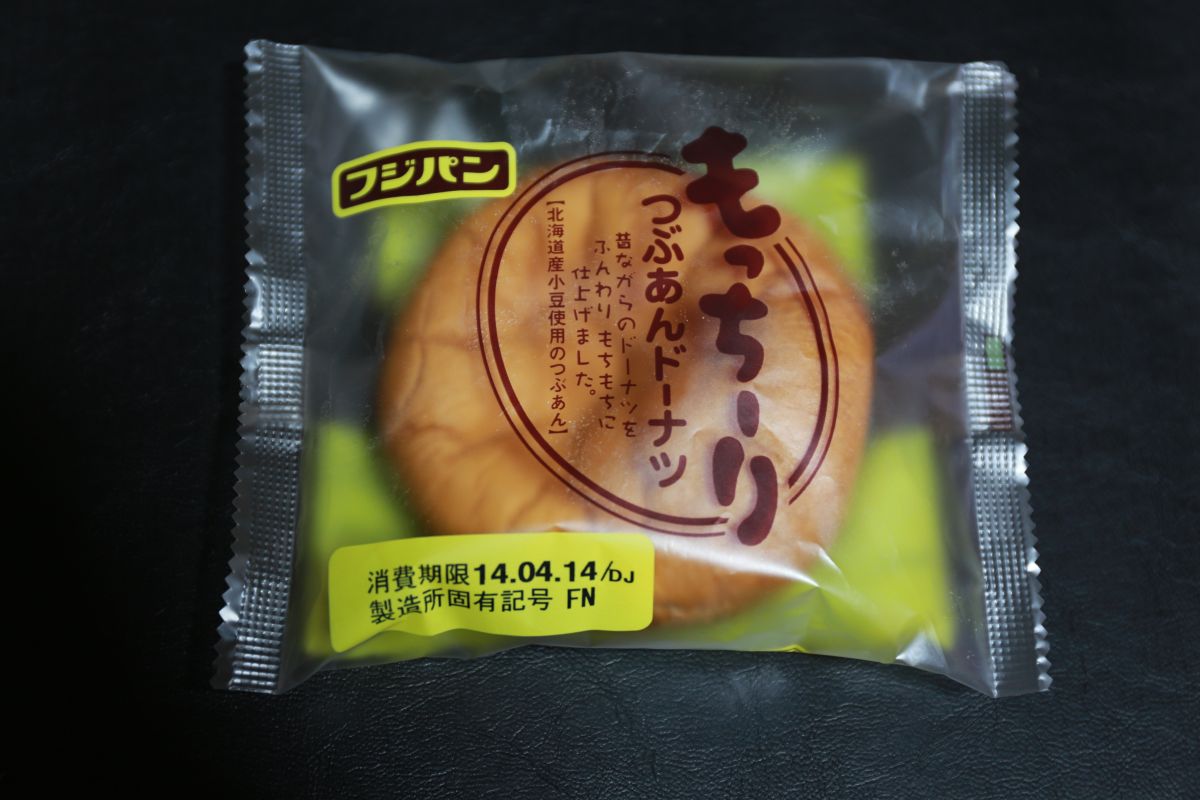 フジパン
もっちーり
つぶあんドーナツ
昔ながらのドーナツを
ふんわりもちもちに
仕上げました。
【北海道産小豆使用のつぶあん】
消費期限14.04.14/DJ
製造所固有記号 FN